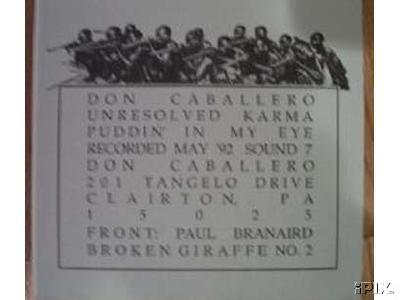 DON CABALLERO
UNRESOLVED KARMA
PUDDIN' IN MY EYE
RECORDED MAY '92 SOUND 7
DON CABALLERO
201 TANGELO DRIVE
CLAIRTON, PA
15025
FRONT: PAUL BRANAIRD
BROKEN GIRAFFE NO. 2
iPIX